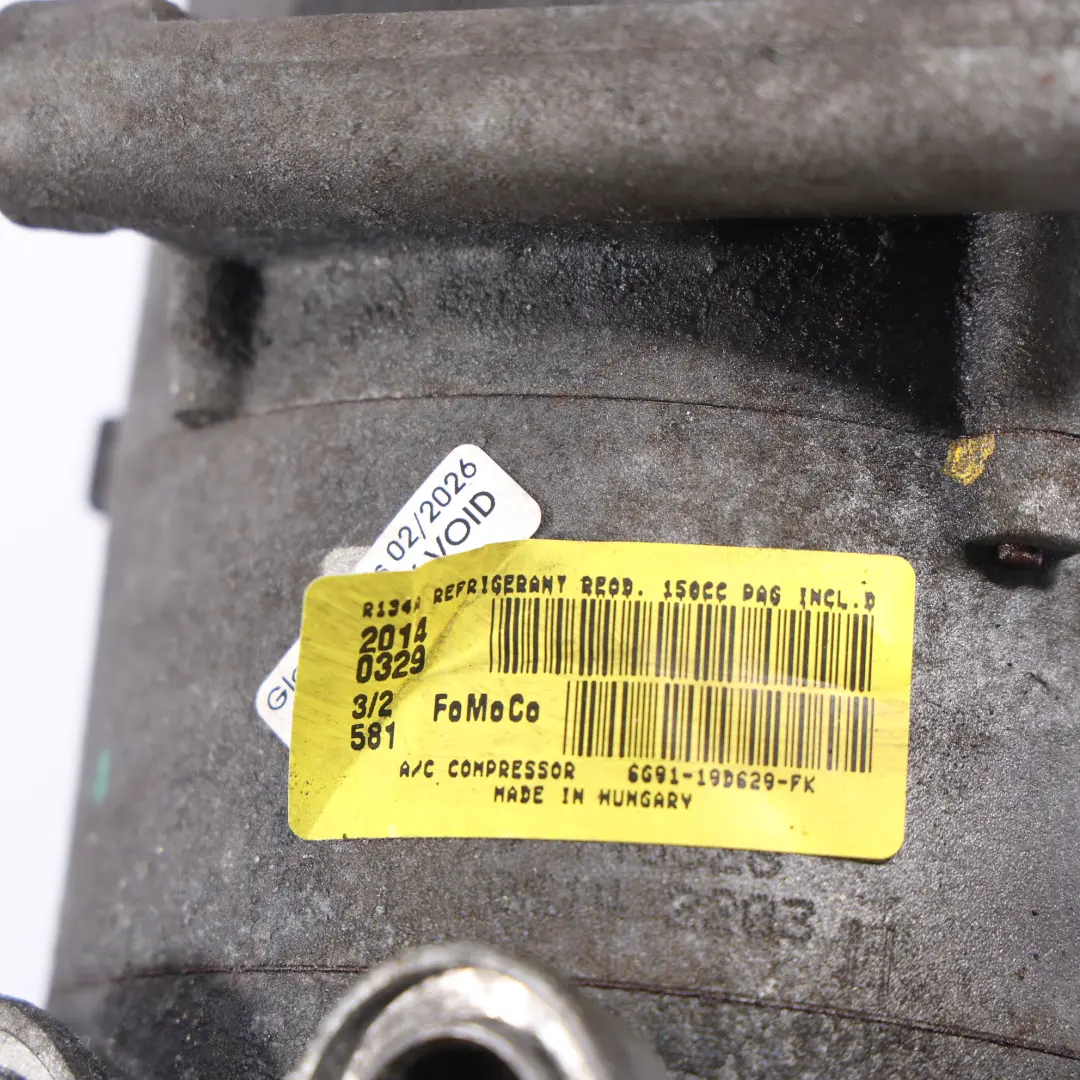 02/2026
VOID
R134A REFRIGERANT REQD. 150CC PAG INCL.D
2014
0329
3/2 FoMoCo
581
A/C COMPRESSOR 6G91-19D629-FK
MADE IN HUNGARY